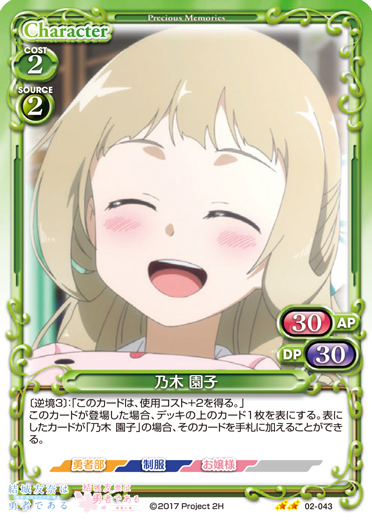 Precious Memories
Character
COST
2
SOURCE
2
30 AP
DP 30
乃木 園子
[逆境3]:「このカードは、使用コスト+2を得る。」
このカードが登場した場合、デッキの上のカード1枚を表にする。表に
したカードが「乃木 園子」の場合、そのカードを手札に加えることができ
る。
勇者部 制服 お嬢様
結城友奈は
勇者である
©2017 Project 2H
02-043